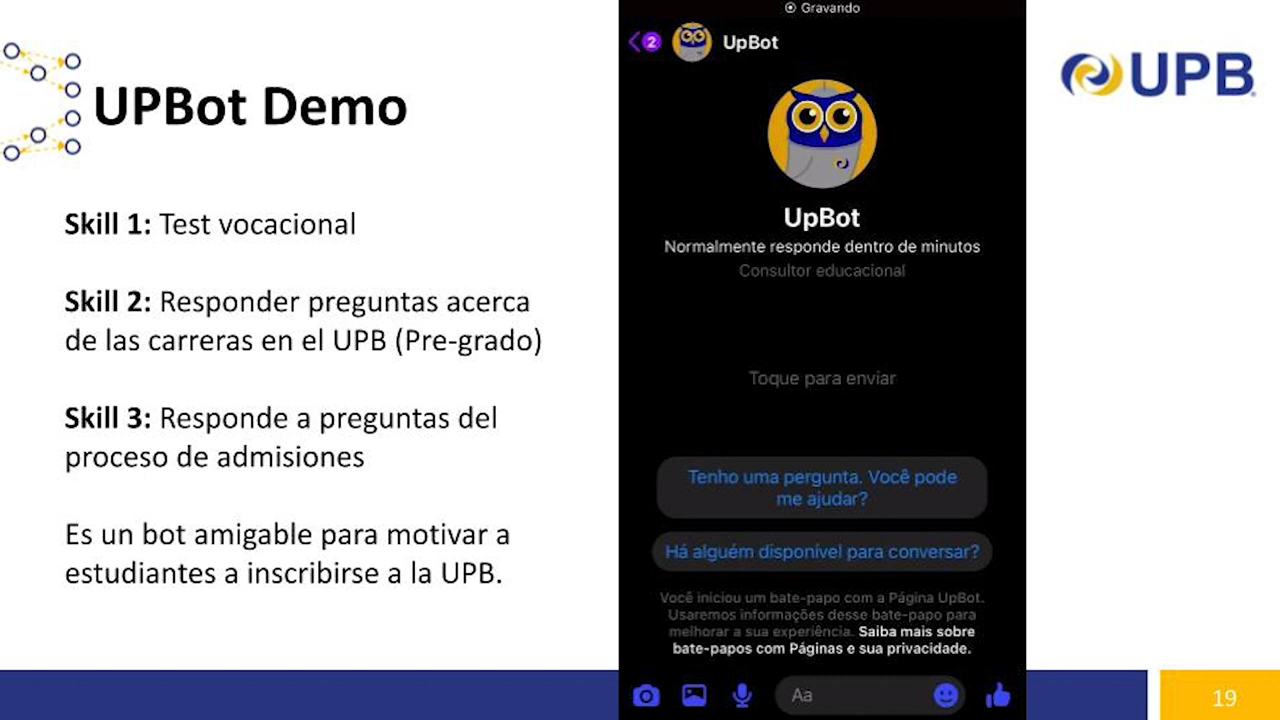 UPBot Demo
Skill 1: Test vocacional
Skill 2: Responder preguntas acerca
de las carreras en el UPB (Pre-grado)
Skill 3: Responde a preguntas del
proceso de admisiones
Es un bot amigable para motivar a
estudiantes a inscribirse a la UPB.
Gravando
2
UpBot
UpBot
Normalmente responde dentro de minutos
Consultor educacional
Toque para enviar
Tenho uma pergunta. Você pode
me ajudar?
Há alguém disponível para conversar?
Você iniciou um bate-papo com a Página UpBot.
Usaremos informações desse bate-papo para
melhorar a sua experiência. Saiba mais sobre
bate-papos com Páginas e sua privacidade.
Aa
UPB
19